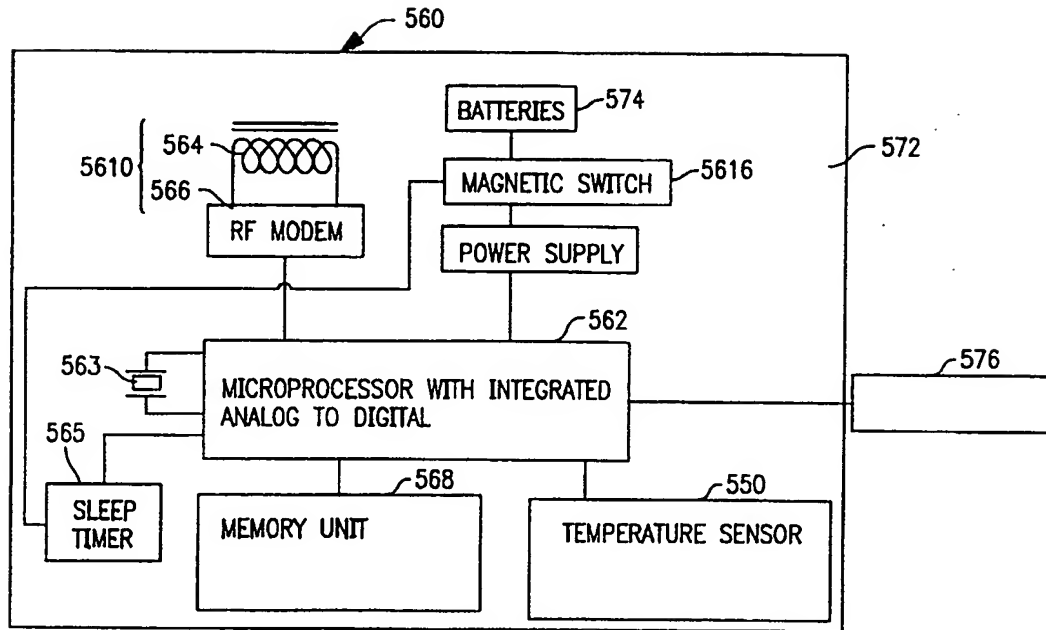 560
BATTERIES
574
564
5610
572
MAGNETIC SWITCH
5616
566
RF MODEM
POWER SUPPLY
562
563
MICROPROCESSOR WITH INTEGRATED
ANALOG TO DIGITAL
576
565
SLEEP
TIMER
568
MEMORY UNIT
550
TEMPERATURE SENSOR